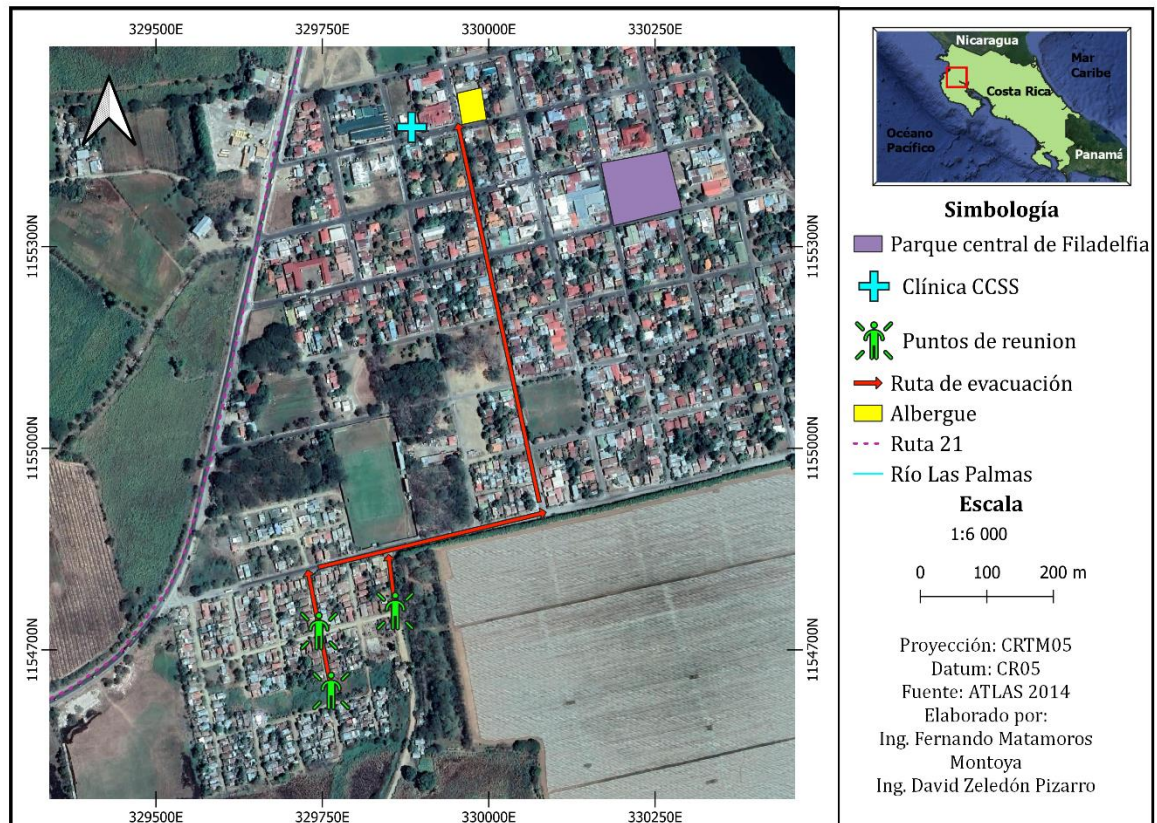 329500E
329750E
330000E
330250E
1155300N
1155000N
1154700N
1155300N
1155000N
1154700N
329500E
329750E
330000E
330250E
Nicaragua
Mar
Caribe
Costa Rica
Océano
Pacífico
Panamá
Simbología
Parque central de Filadelfia
Clínica CCSS
Puntos de reunion
Ruta de evacuación
Albergue
Ruta 21
Río Las Palmas
Escala
1:6 000
0 100 200 m
Proyección: CRTM05
Datum: CR05
Fuente: ATLAS 2014
Elaborado por:
Ing. Fernando Matamoros
Montoya
Ing. David Zeledón Pizarro